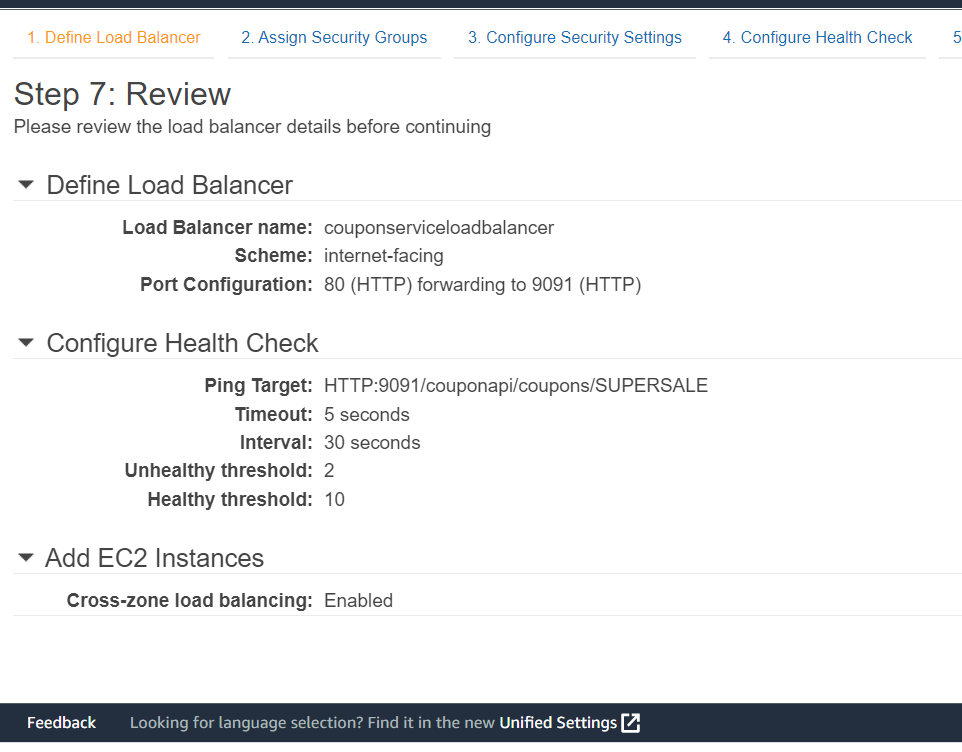 1. Define Load Balancer 2. Assign Security Groups 3. Configure Security Settings 4. Configure Health Check 5
Step 7: Review
Please review the load balancer details before continuing
Define Load Balancer
Load Balancer name: couponserviceloadbalancer
Scheme: internet-facing
Port Configuration: 80 (HTTP) forwarding to 9091 (HTTP)
Configure Health Check
Ping Target: HTTP:9091/couponapi/coupons/SUPERSALE
Timeout: 5 seconds
Interval: 30 seconds
Unhealthy threshold: 2
Healthy threshold: 10
Add EC2 Instances
Cross-zone load balancing: Enabled
Feedback Looking for language selection? Find it in the new Unified Settings